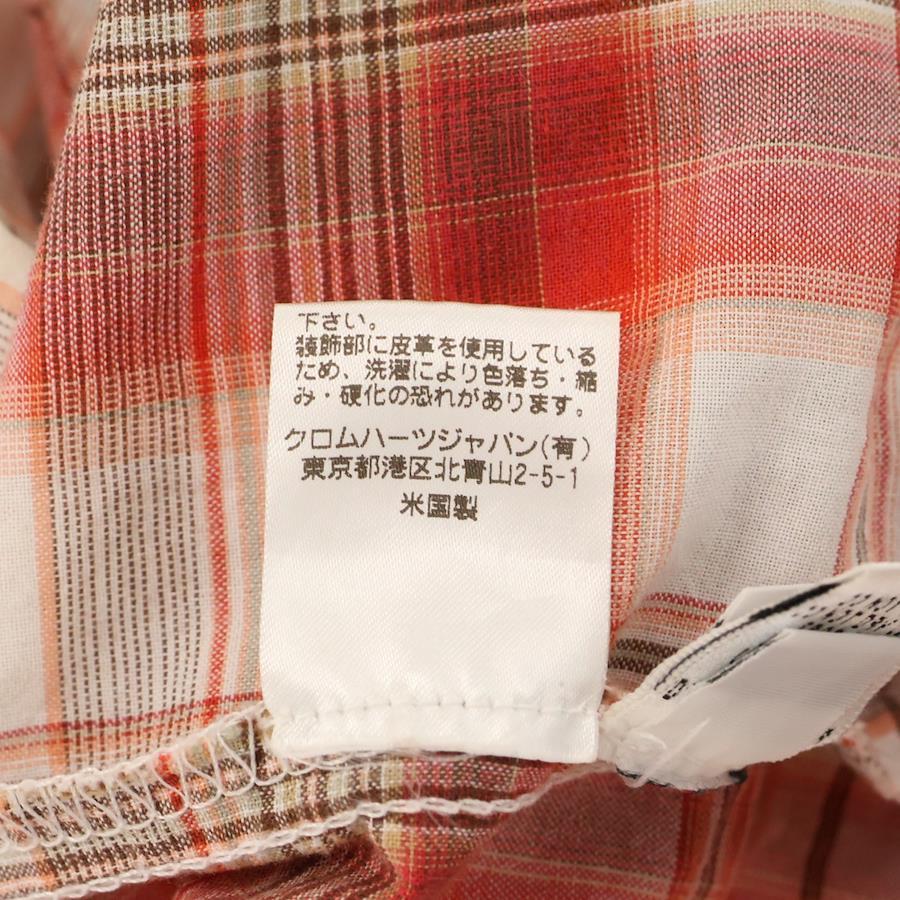 下さい。
装飾部に皮革を使用している
ため、洗濯により色落ち・縮
み・硬化の恐れがあります。
クロムハーツジャパン(有)
東京都港区北青山2-5-1
米国製